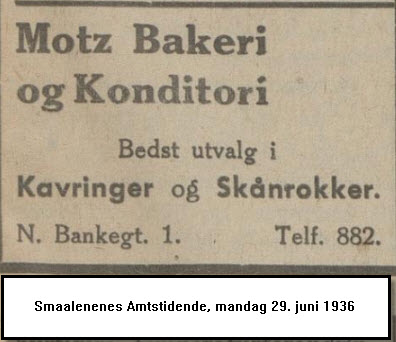 Motz Bakeri
og Konditori
Bedst utvalg i
Kavringer og Skånrokker.
N. Bankegt. 1. Telf. 882.
Smaalenenes Amtstidende, mandag 29. juni 1936